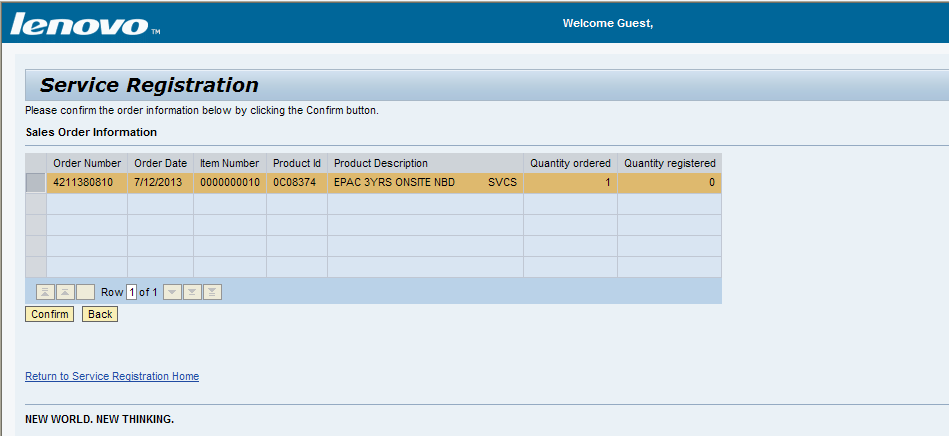 lenovo TM
Welcome Guest,
Service Registration
Please confirm the order information below by clicking the Confirm button.
Sales Order Information
Order Number Order Date Item Number Product Id Product Description Quantity ordered Quantity registered
4211380810 7/12/2013 0000000010 0C08374 EPAC 3YRS ONSITE NBD SVCS 1 0
Row 1 of 1
Confirm Back
Return to Service Registration Home
NEW WORLD. NEW THINKING.